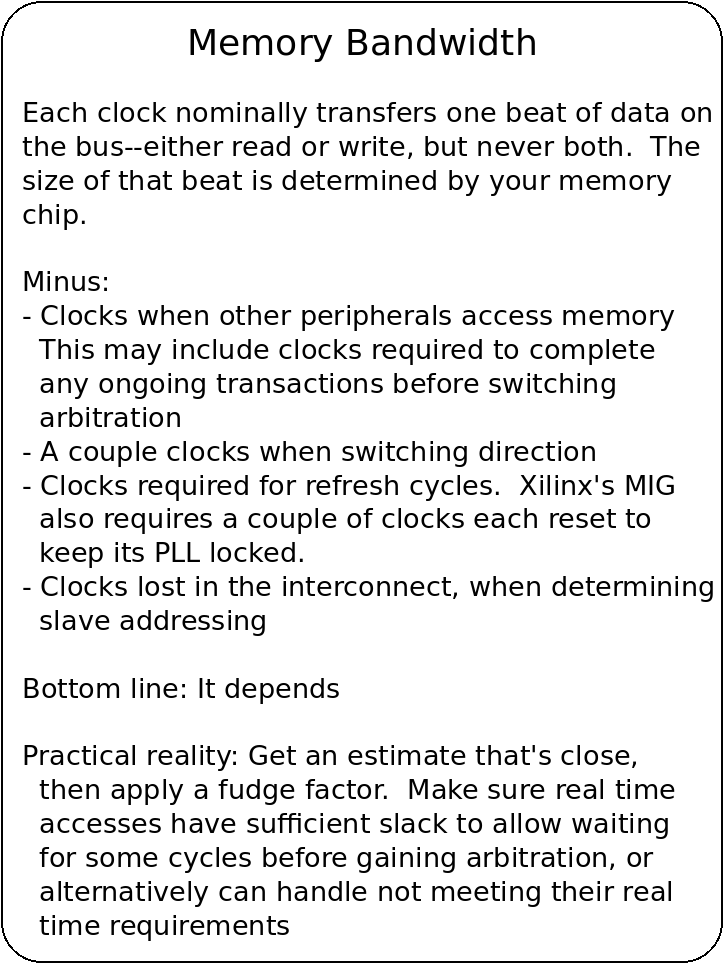 Memory Bandwidth
Each clock nominally transfers one beat of data on
the bus--either read or write, but never both.  The
size of that beat is determined by your memory
chip.
Minus:
- Clocks when other peripherals access memory
This may include clocks required to complete
any ongoing transactions before switching
arbitration
- A couple clocks when switching direction
- Clocks required for refresh cycles.  Xilinx's MIG
also requires a couple of clocks each reset to
keep its PLL locked.
- Clocks lost in the interconnect, when determining
slave addressing
Bottom line: It depends
Practical reality: Get an estimate that's close,
then apply a fudge factor.  Make sure real time
accesses have sufficient slack to allow waiting
for some cycles before gaining arbitration, or
alternatively can handle not meeting their real
time requirements